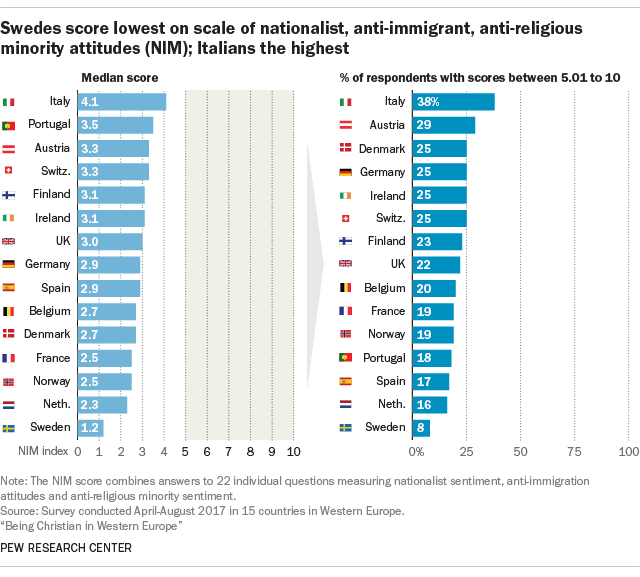 Swedes score lowest on scale of nationalist, anti-immigrant, anti-religious
minority attitudes (NIM); Italians the highest
Median score
Italy 4.1
Portugal 3.5
Austria 3.3
Switz. 3.3
Finland 3.1
Ireland 3.1
UK 3.0
Germany 2.9
Spain 2.9
Belgium 2.7
Denmark 2.7
France 2.5
Norway 2.5
Neth. 2.3
Sweden 1.2
NIM index 0 1 2 3 4 5 6 7 8 9 10
% of respondents with scores between 5.01 to 10
Italy 38%
Austria 29
Denmark 25
Germany 25
Ireland 25
Switz. 25
Finland 23
UK 22
Belgium 20
France 19
Norway 19
Portugal 18
Spain 17
Neth. 16
Sweden 8
0% 25 50 75 100
Note: The NIM score combines answers to 22 individual questions measuring nationalist sentiment, anti-immigration
attitudes and anti-religious minority sentiment.
Source: Survey conducted April-August 2017 in 15 countries in Western Europe.
“Being Christian in Western Europe”
PEW RESEARCH CENTER